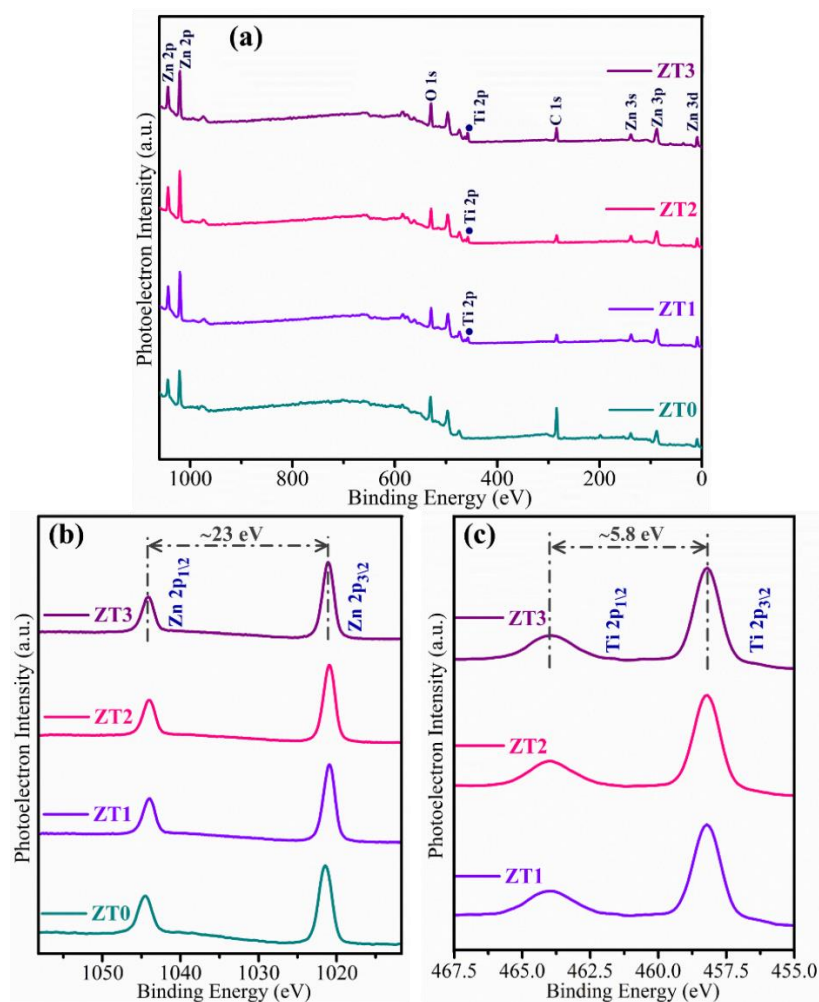 (a)
Zn 2p
Zn 2p
O 1s
Ti 2p
C 1s
Zn 3s
Zn 3p
Zn 3d
ZT3
Ti 2p
ZT2
Ti 2p
ZT1
ZT0
Photoelectron Intensity (a.u.)
1000 800 600 400 200 0
Binding Energy (eV)
(b)
~23 eV
Zn 2p1\2
Zn 2p3\2
ZT3
ZT2
ZT1
ZT0
Photoelectron Intensity (a.u.)
1050 1040 1030 1020
Binding Energy (eV)
(c)
~5.8 eV
Ti 2p1\2
Ti 2p3\2
ZT3
ZT2
ZT1
Photoelectron Intensity (a.u.)
467.5 465.0 462.5 460.0 457.5 455.0
Binding Energy (eV)